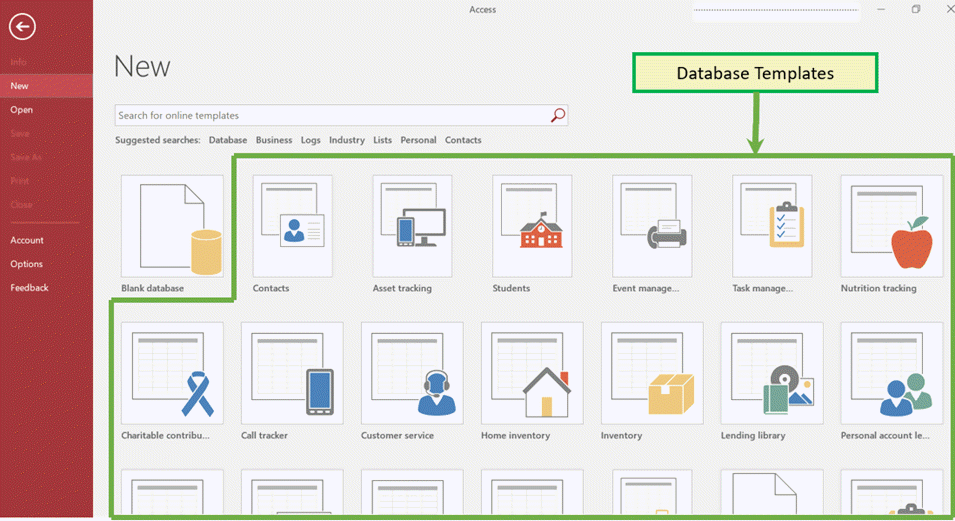 Access
Info
New
Open
Save
Save As
Print
Close
Account
Options
Feedback
New
Database Templates
Search for online templates
Suggested searches: Database Business Logs Industry Lists Personal Contacts
Blank database Contacts Asset tracking Students Event manage... Task manage... Nutrition tracking
Charitable contribu... Call tracker Customer service Home inventory Inventory Lending library Personal account le...